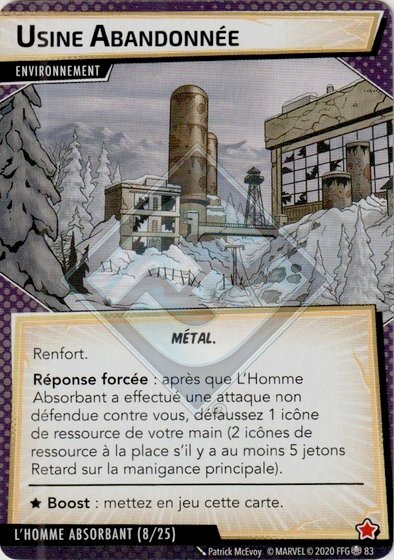 USINE ABANDONNÉE
ENVIRONNEMENT
MÉTAL.
Renfort.
Réponse forcée : après que L'Homme
Absorbant a effectué une attaque non
défendue contre vous, défaussez 1 icône
de ressource de votre main (2 icônes de
ressource à la place s'il y a au moins 5 jetons
Retard sur la manigance principale).
★ Boost : mettez en jeu cette carte.
L'HOMME ABSORBANT (8/25)
Patrick McEvoy © MARVEL © 2020 FFG 83